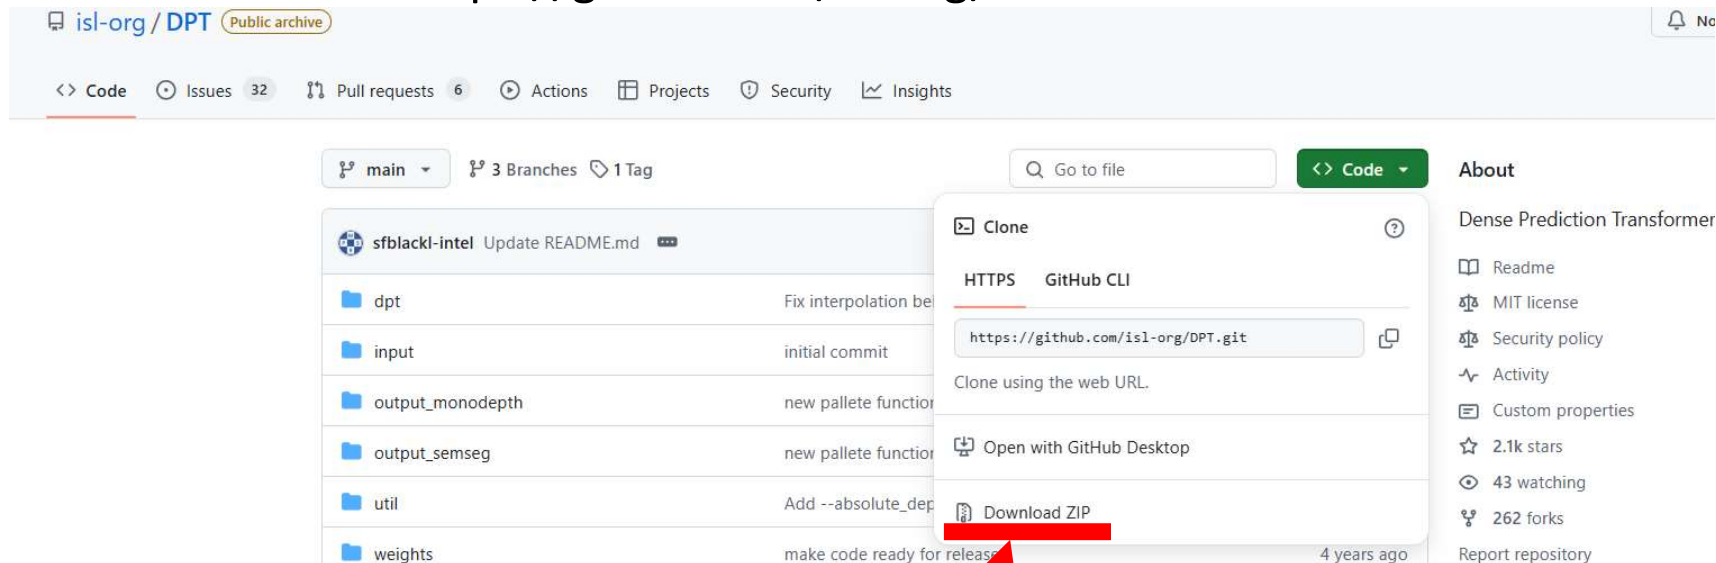 isl-org / DPT Public archive
No
Code Issues 32 Pull requests 6 Actions Projects Security Insights
main 3 Branches 1 Tag Go to file Code About
sfblackl-intel Update README.md
Clone
Dense Prediction Transformer
HTTPS GitHub CLI
Readme
dpt Fix interpolation be
MIT license
https://github.com/isl-org/DPT.git
Security policy
input initial commit
Clone using the web URL.
Activity
output_monodepth new pallete function
Custom properties
output_semseg new pallete function
Open with GitHub Desktop
2.1k stars
43 watching
util Add --absolute_dep
Download ZIP
262 forks
weights make code ready for release 4 years ago
Report repository